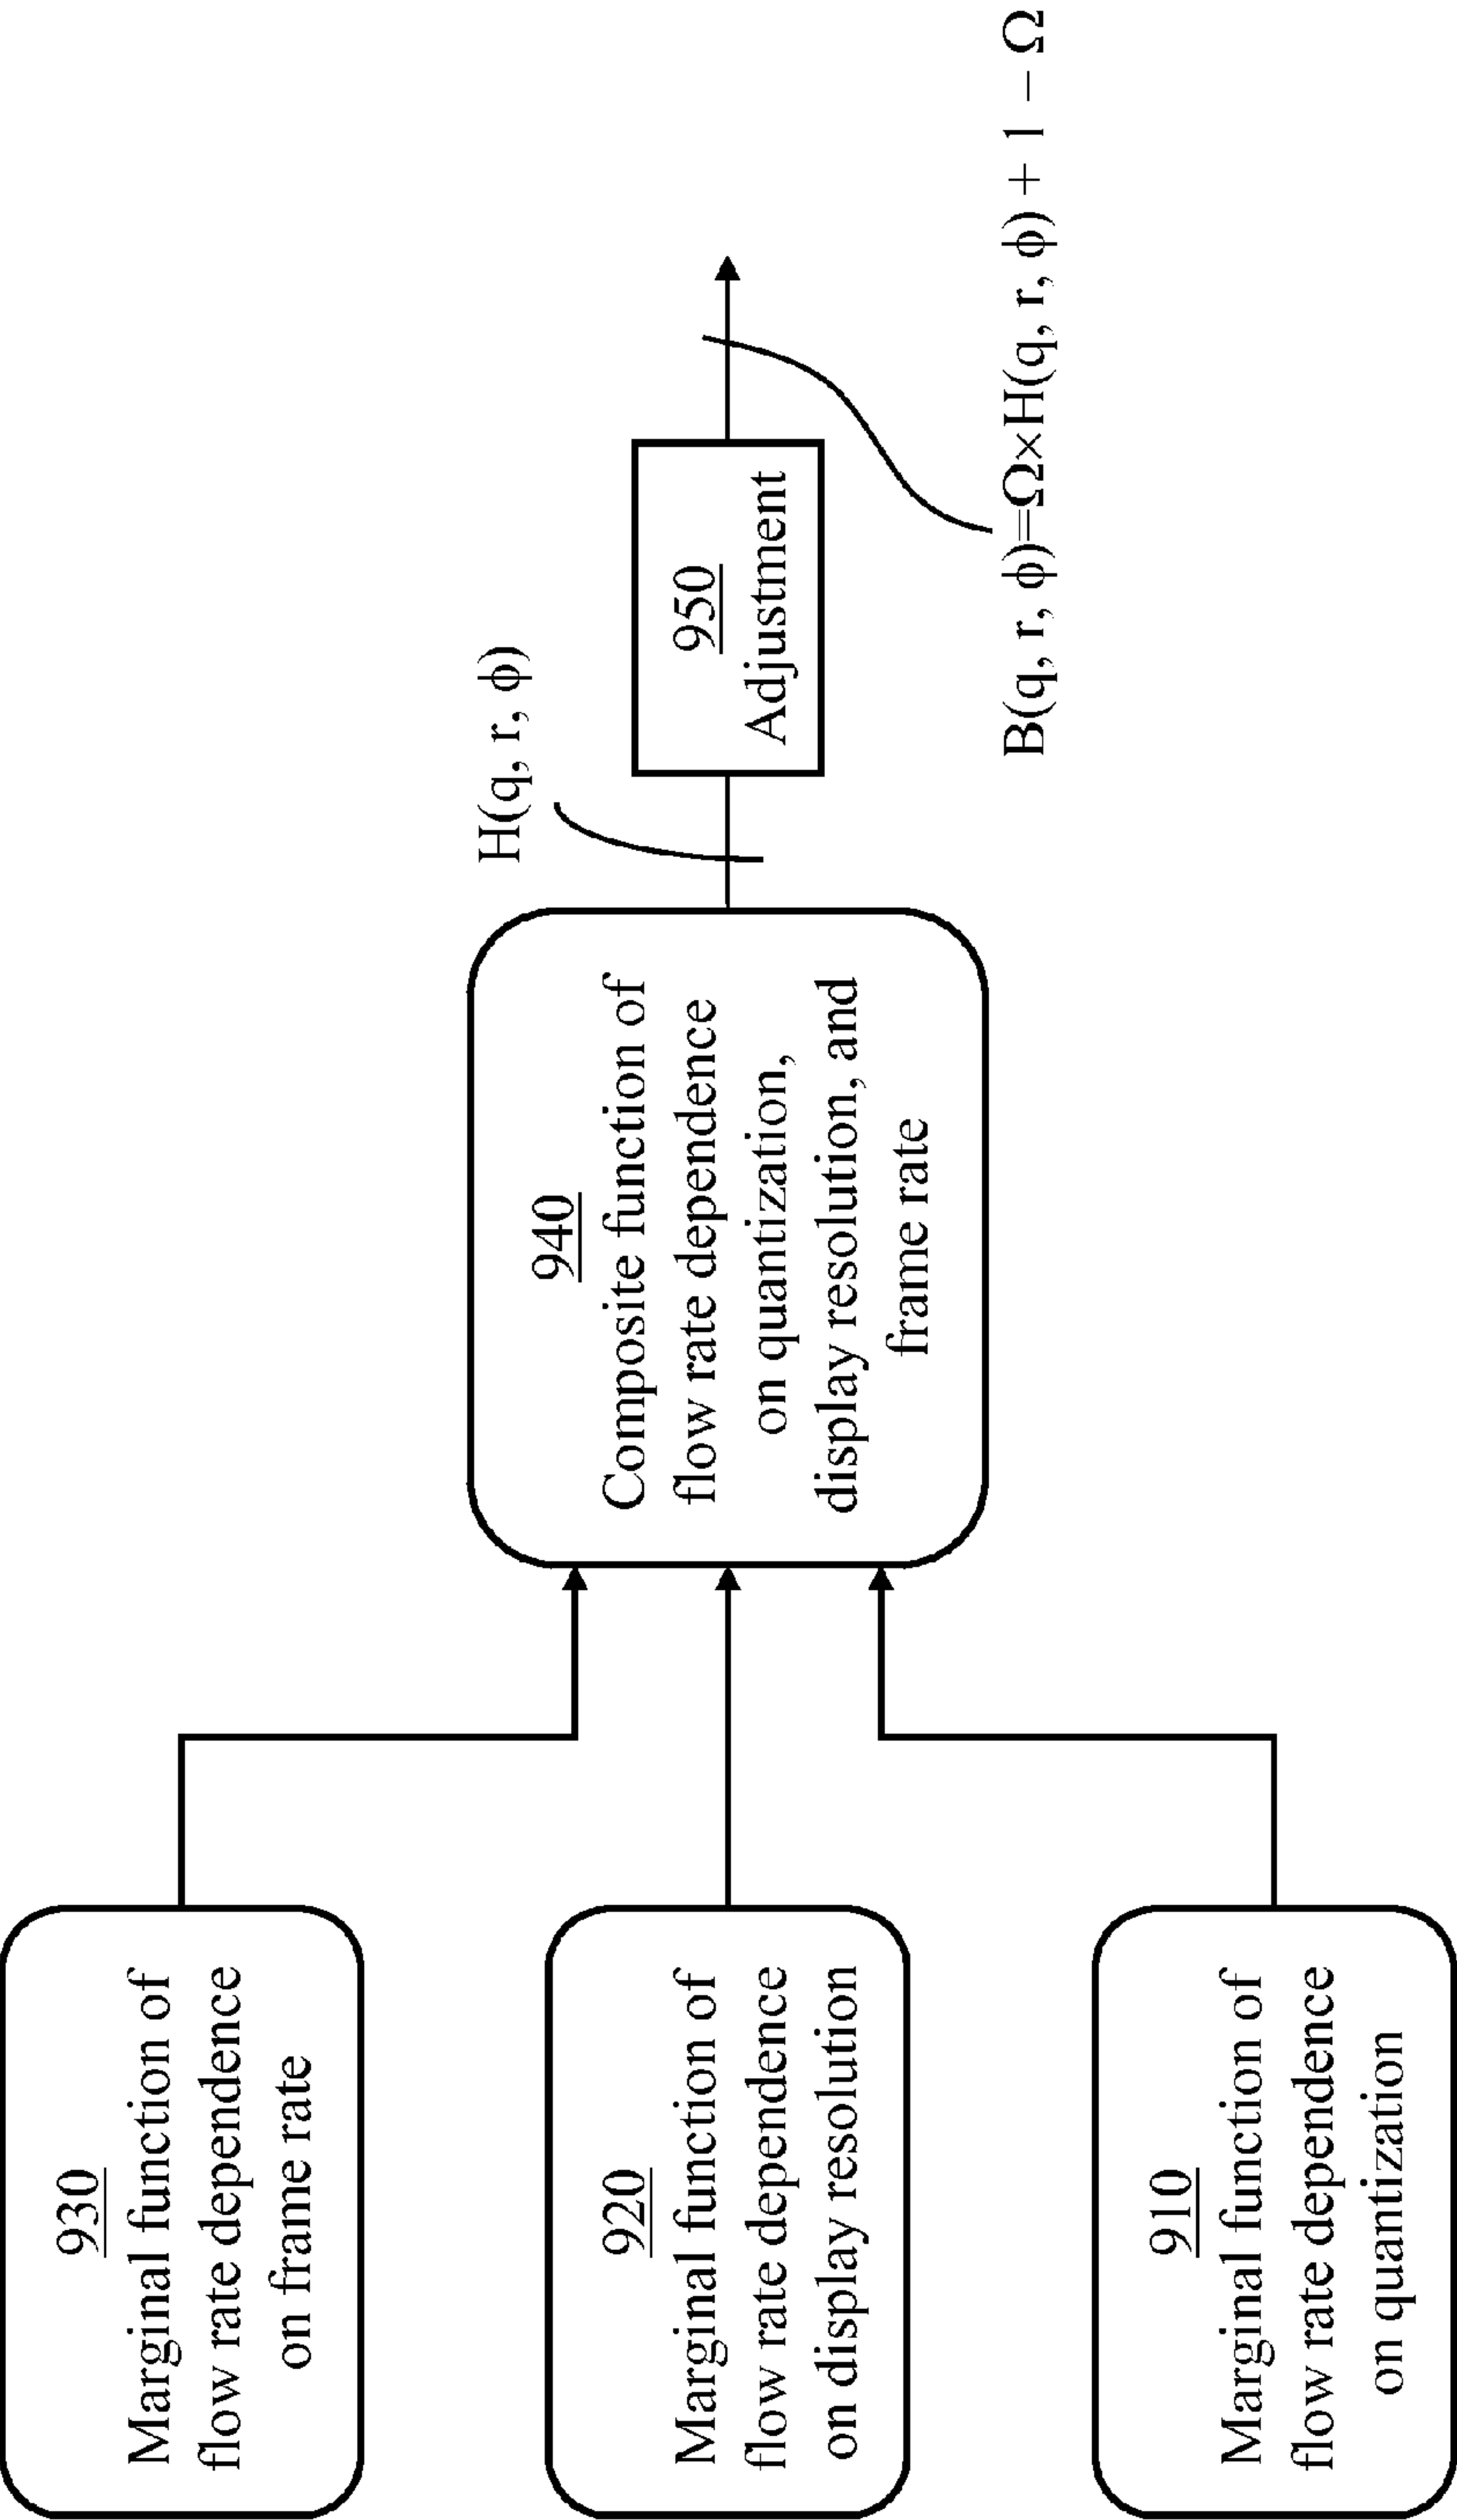 930
Marginal function of
flow rate dependence
on frame rate
920
Marginal function of
flow rate dependence
on display resolution
910
Marginal function of
flow rate dependence
on quantization
940
Composite function of
flow rate dependence
on quantization,
display resolution, and
frame rate
H(q, r, ϕ)
950
Adjustment
B(q, r, ϕ)=Ω×H(q, r, ϕ) + 1 − Ω